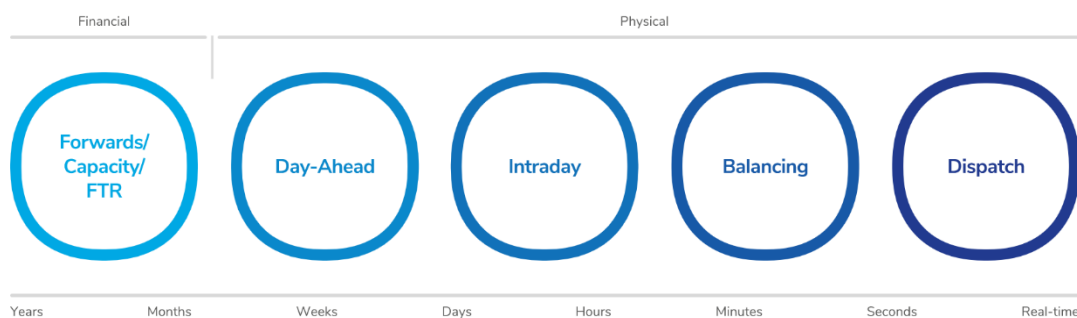 Financial
Physical
Forwards/
Capacity/
FTR
Day-Ahead
Intraday
Balancing
Dispatch
Years
Months
Weeks
Days
Hours
Minutes
Seconds
Real-time